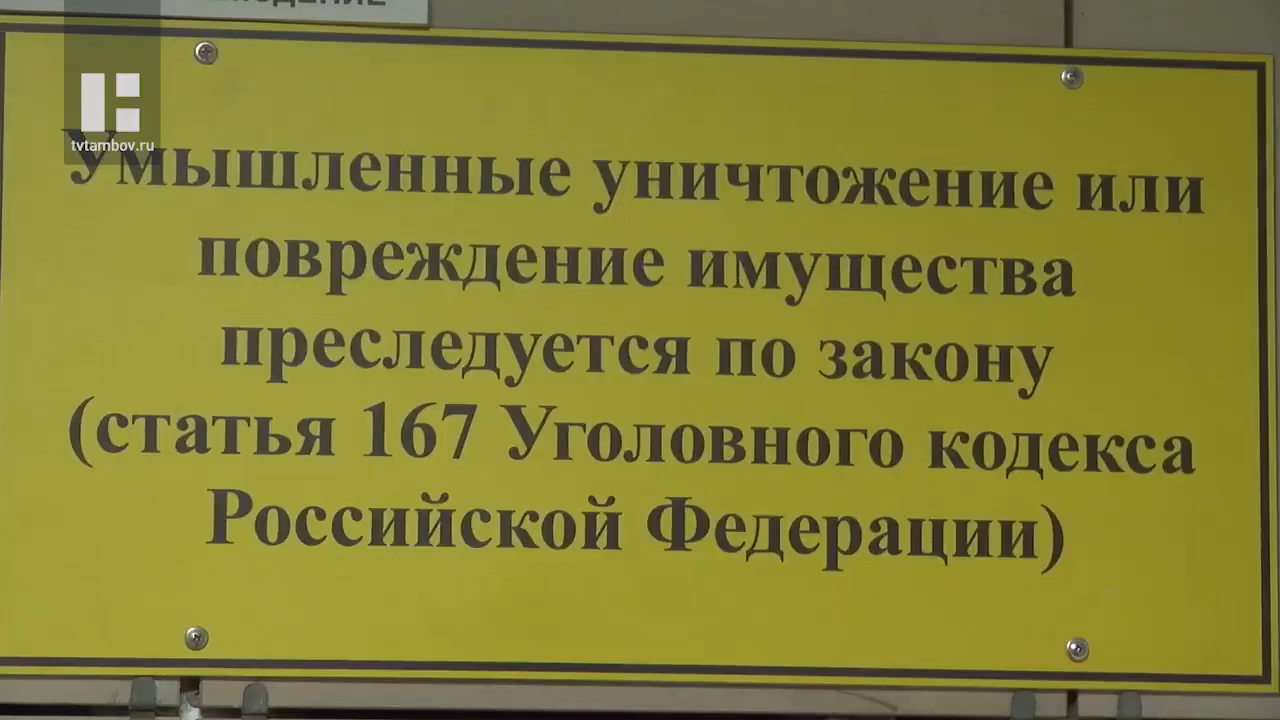 tvtambov.ru
Умышленные уничтожение или
повреждение имущества
преследуется по закону
(статья 167 Уголовного кодекса
Российской Федерации)